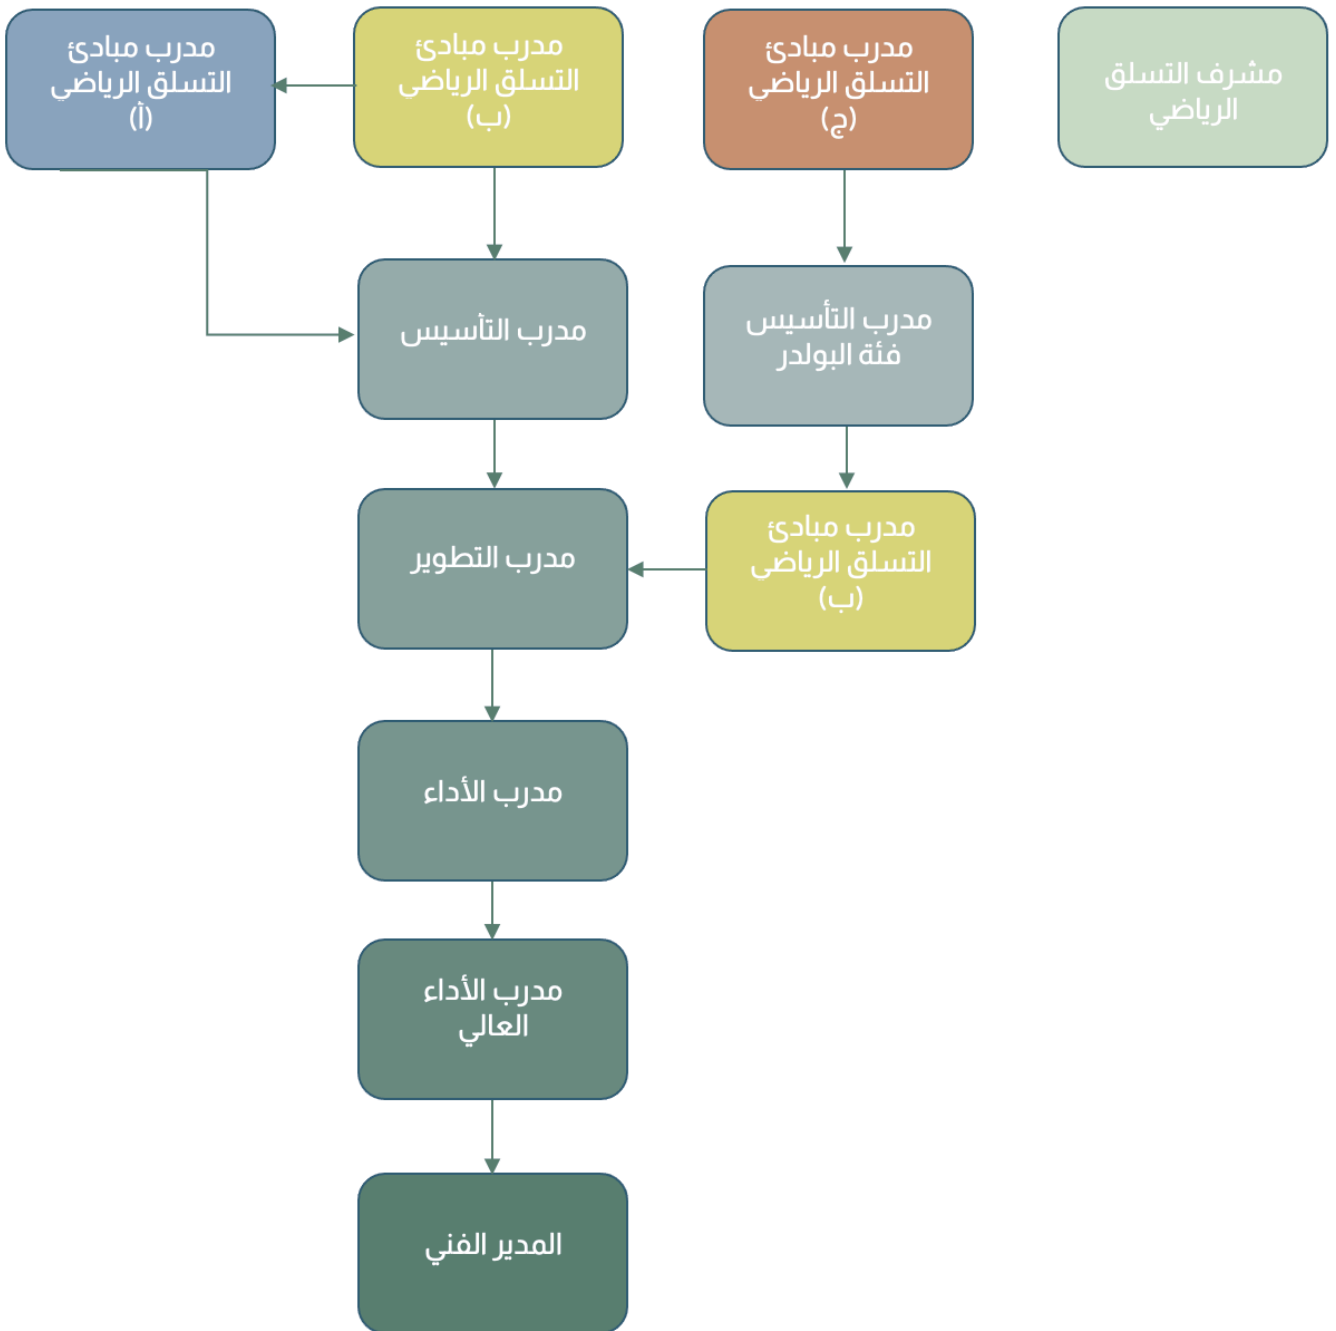 مشرف التسلق
الرياضي
مدرب مبادئ
التسلق الرياضي
(ج)
مدرب مبادئ
التسلق الرياضي
(ب)
مدرب مبادئ
التسلق الرياضي
(أ)
مدرب التأسيس
فئة البولدر
مدرب التأسيس
مدرب مبادئ
التسلق الرياضي
(ب)
مدرب التطوير
مدرب الأداء
مدرب الأداء
العالي
المدير الفني